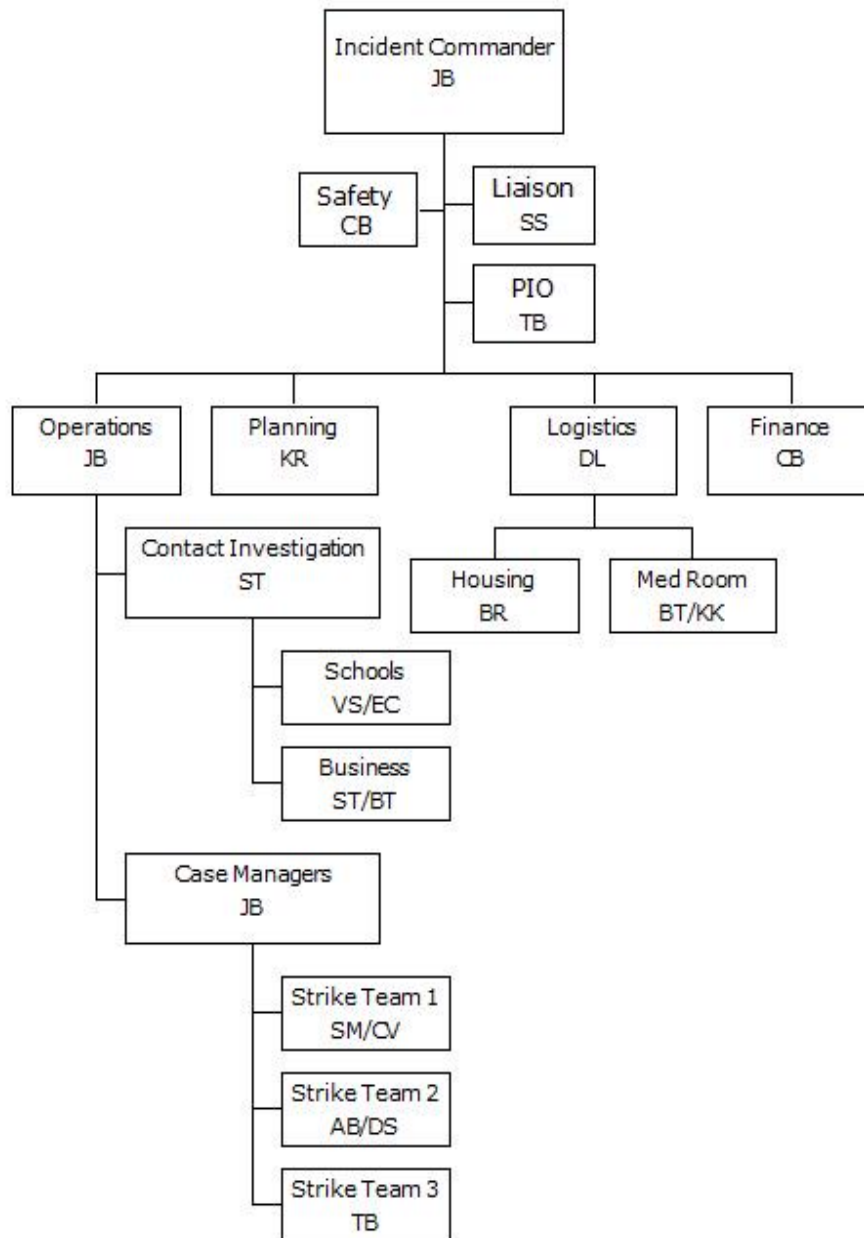 Incident Commander
JB
Safety
CB
Liaison
SS
PIO
TB
Operations
JB
Planning
KR
Logistics
DL
Finance
CB
Contact Investigation
ST
Housing
BR
Med Room
BT/KK
Schools
VS/EC
Business
ST/BT
Case Managers
JB
Strike Team 1
SM/CV
Strike Team 2
AB/DS
Strike Team 3
TB